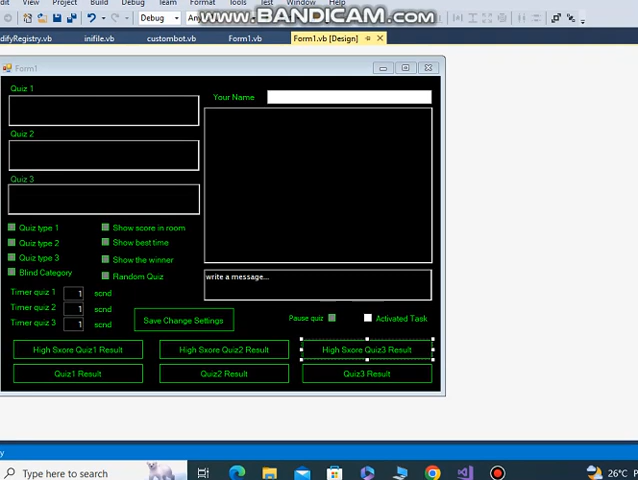 Edit View Project Build Debug Team Format Tools Test Window Help
www.BANDICAM.com
Debug
difyRegistry.vb inifile.vb custombot.vb Form1.vb Form1.vb [Design]
Form1
Quiz 1
Your Name
Quiz 2
Quiz 3
Quiz type 1 Show score in room
Quiz type 2 Show best time
Quiz type 3 Show the winner
Blind Category Random Quiz
write a message...
Timer quiz 1 1 scnd
Timer quiz 2 1 scnd
Timer quiz 3 1 scnd
Save Change Settings
Pause quiz Activated Task
High Sxore Quiz1 Result High Sxore Quiz2 Result High Sxore Quiz3 Result
Quiz1 Result Quiz2 Result Quiz3 Result
Type here to search
26°C